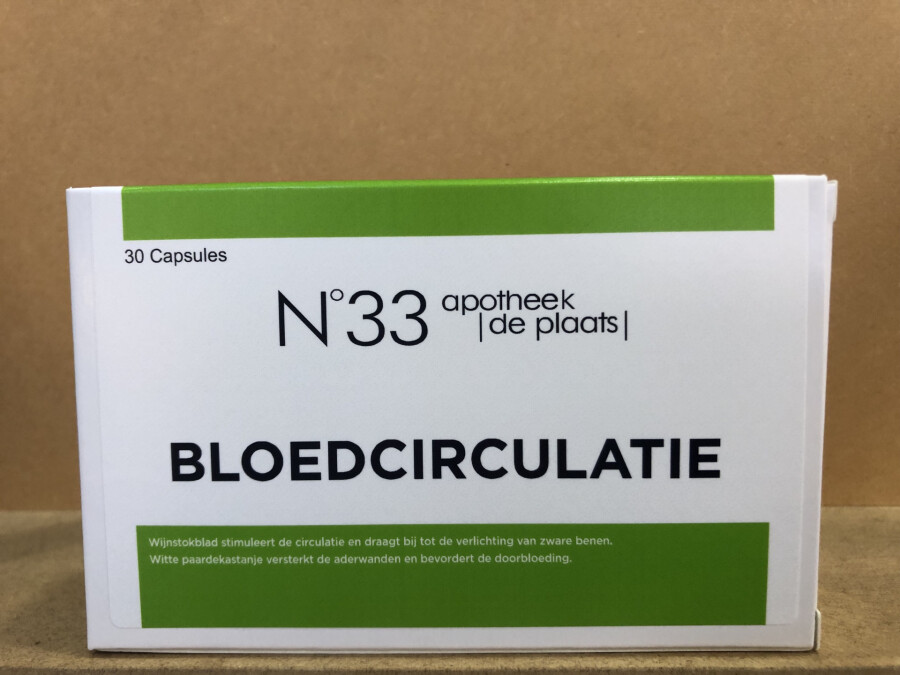 30 Capsules
N°33 apotheek
|de plaats|
BLOEDCIRCULATIE
Wijnstokblad stimuleert de circulatie en draagt bij tot de verlichting van zware benen.
Witte paardekastanje versterkt de aderwanden en bevordert de doorbloeding.